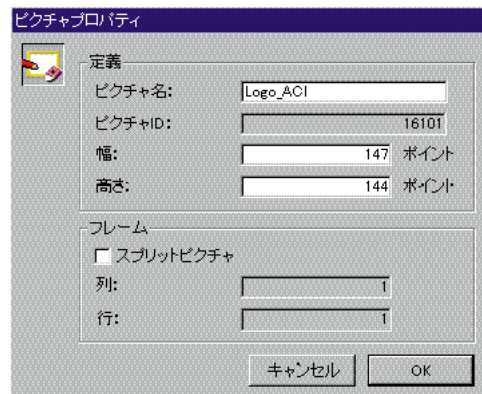 ピクチャプロパティ
定義
ピクチャ名: Logo_ACI
ピクチャID: 16101
幅: 147 ポイント
高さ: 144 ポイント
フレーム
スプリットピクチャ
列: 1
行: 1
キャンセル OK